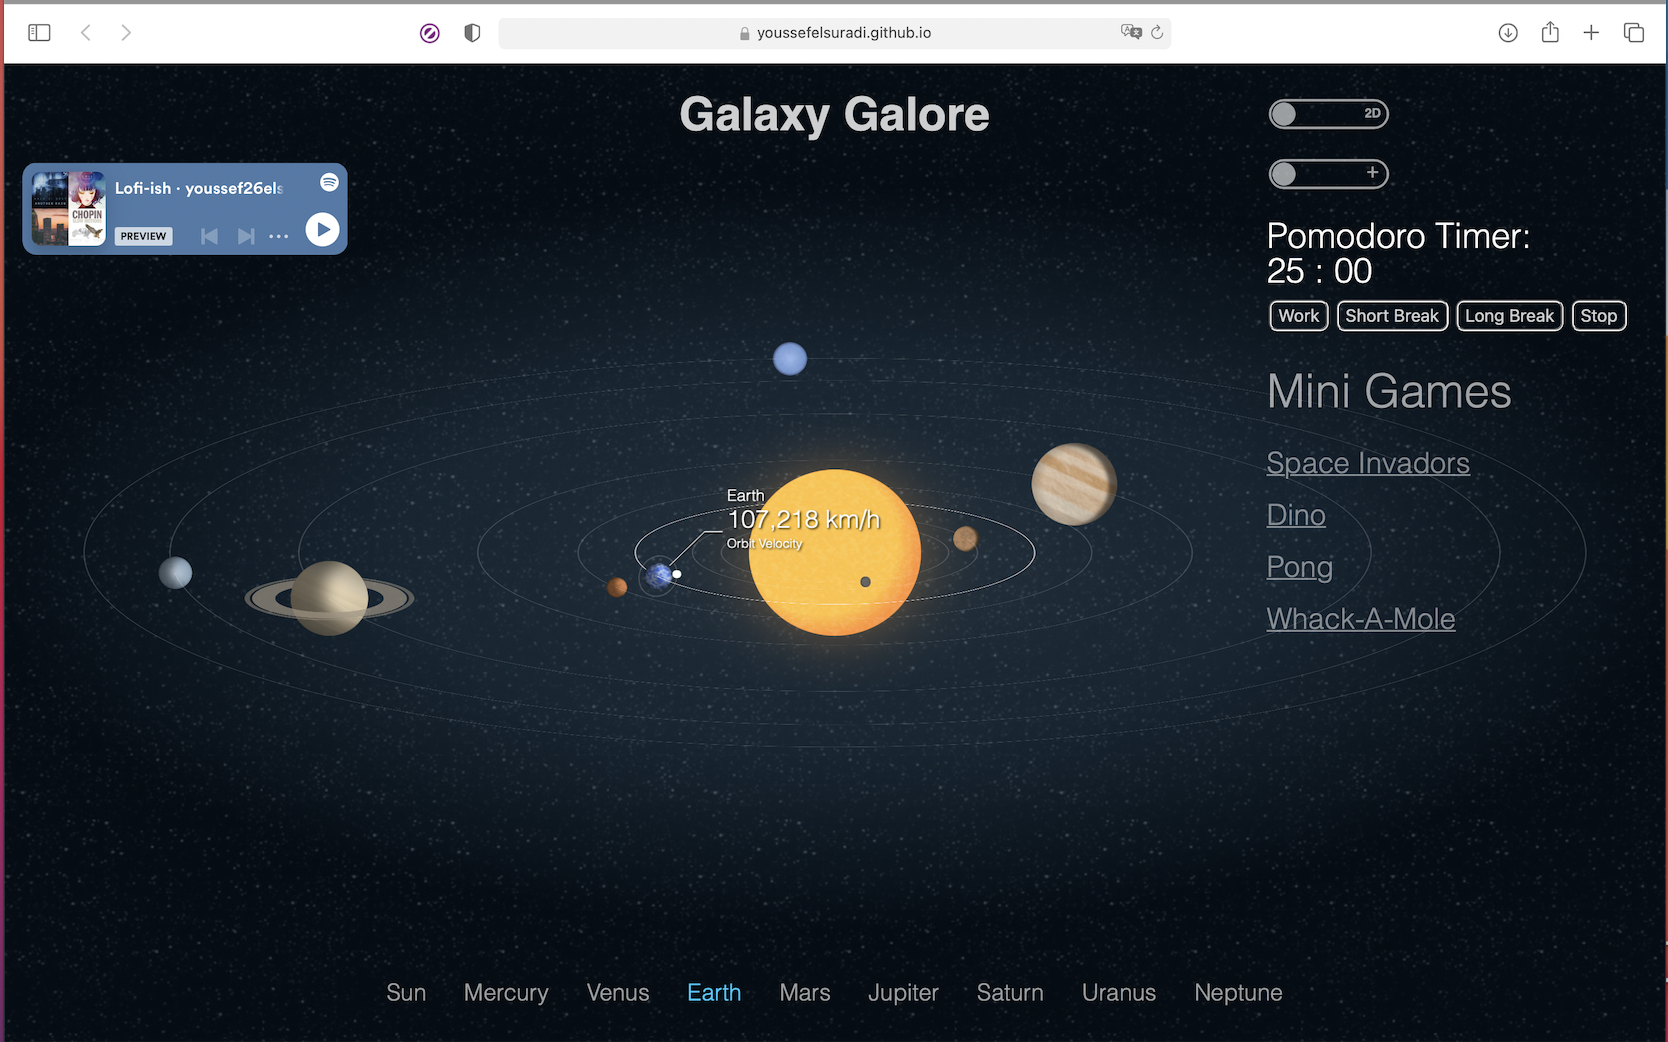 youssefelsuradi.github.io
Galaxy Galore
2D
+
Lofi-ish · youssef26els
CHOPIN
PREVIEW
Pomodoro Timer:
25 : 00
Work Short Break Long Break Stop
Mini Games
Space Invadors
Dino
Pong
Whack-A-Mole
Earth
107,218 km/h
Orbit Velocity
Sun Mercury Venus Earth Mars Jupiter Saturn Uranus Neptune